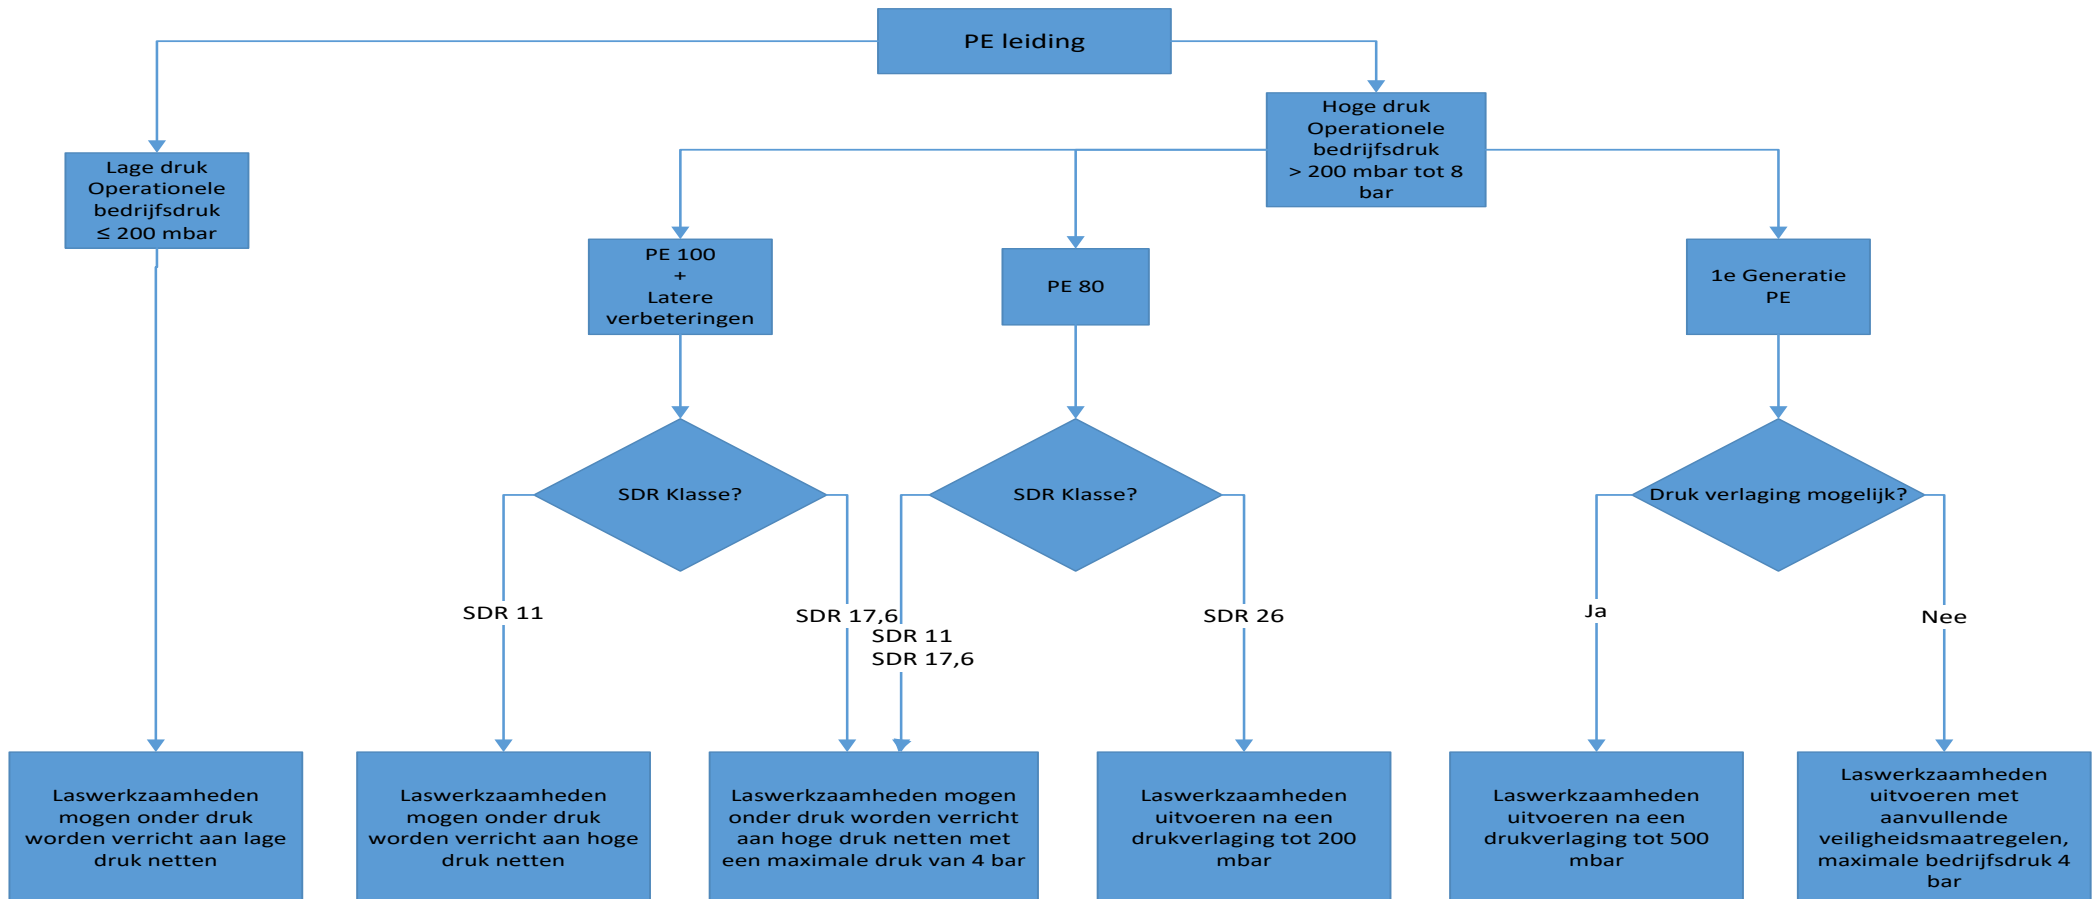 PE leiding
Hoge druk
Operationele
bedrijfsdruk
> 200 mbar tot 8
bar
Lage druk
Operationele
bedrijfsdruk
≤ 200 mbar
PE 100
+
Latere
verbeteringen
PE 80
1e Generatie
PE
SDR Klasse?
SDR Klasse?
Druk verlaging mogelijk?
SDR 11
SDR 17,6
SDR 11
SDR 17,6
SDR 26
Ja
Nee
Laswerkzaamheden
mogen onder druk
worden verricht aan lage
druk netten
Laswerkzaamheden
mogen onder druk
worden verricht aan hoge
druk netten
Laswerkzaamheden mogen
onder druk worden verricht
aan hoge druk netten met
een maximale druk van 4 bar
Laswerkzaamheden
uitvoeren na een
drukverlaging tot 200
mbar
Laswerkzaamheden
uitvoeren na een
drukverlaging tot 500
mbar
Laswerkzaamheden
uitvoeren met
aanvullende
veiligheidsmaatregelen,
maximale bedrijfsdruk 4
bar